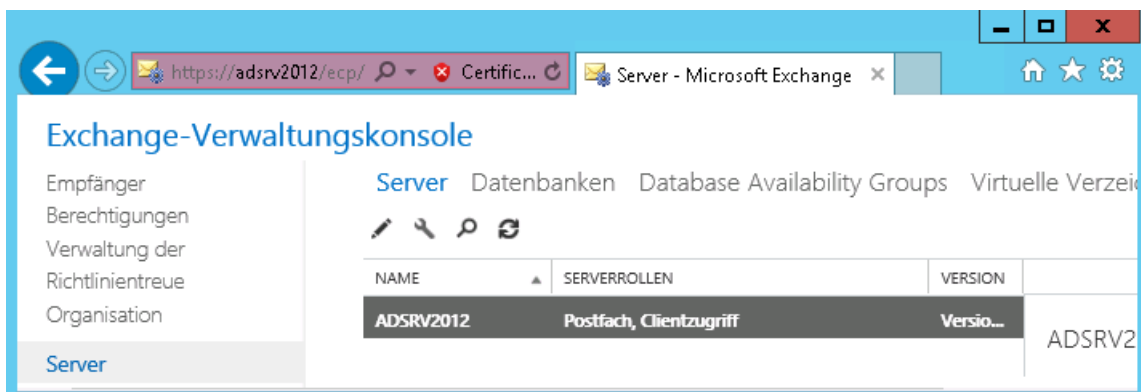 https://adsrv2012/ecp/ Certific... Server - Microsoft Exchange
Exchange-Verwaltungskonsole
Empfänger
Berechtigungen
Verwaltung der
Richtlinientreue
Organisation
Server
Server Datenbanken Database Availability Groups Virtuelle Verzei
NAME SERVERROLLEN VERSION
ADSRV2012 Postfach, Clientzugriff Versio...
ADSRV2